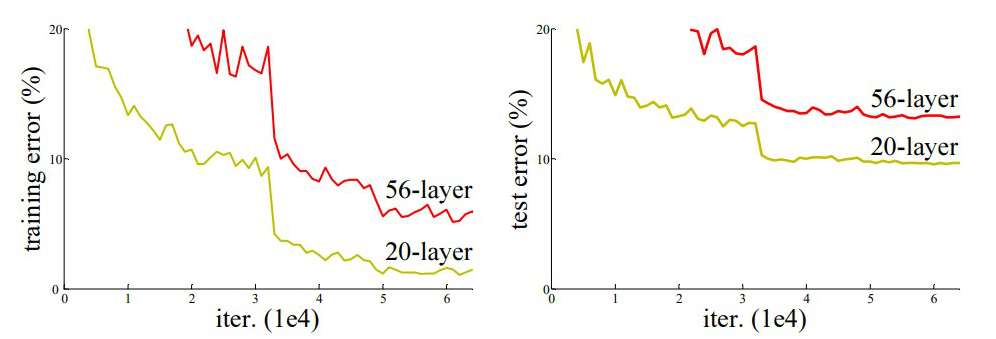 20
10
0
0 1 2 3 4 5 6
training error (%)
iter. (1e4)
56-layer
20-layer
20
10
0
0 1 2 3 4 5 6
test error (%)
iter. (1e4)
56-layer
20-layer